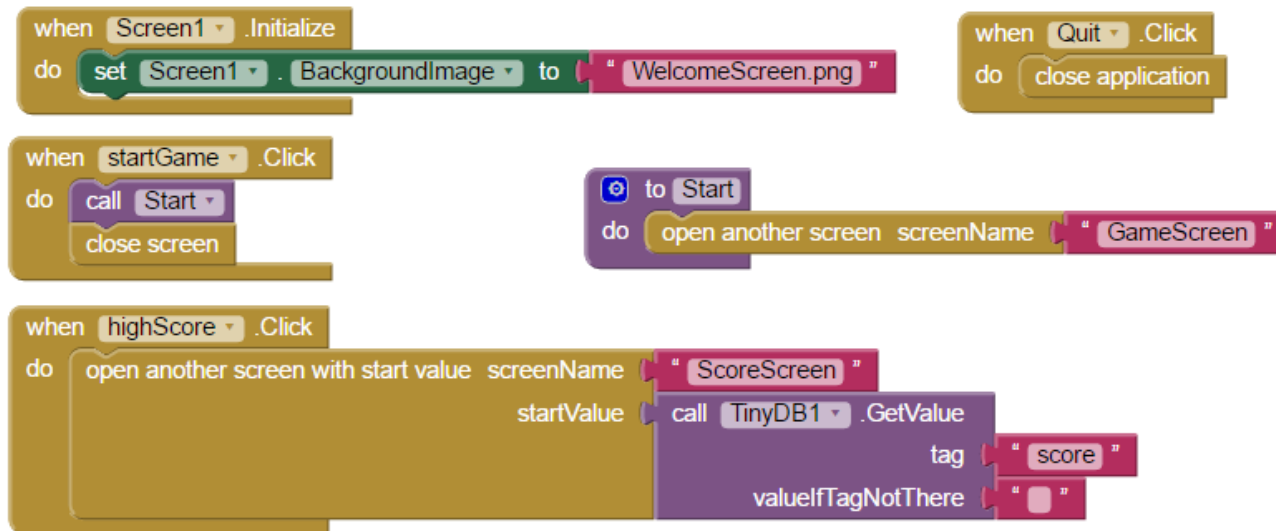 when Screen1 .Initialize
do set Screen1 . BackgroundImage to " WelcomeScreen.png "
when Quit .Click
do close application
when startGame .Click
do call Start
close screen
to Start
do open another screen screenName " GameScreen "
when highScore .Click
do open another screen with start value screenName " ScoreScreen "
startValue call TinyDB1 .GetValue
tag " score "
valueIfTagNotThere " "